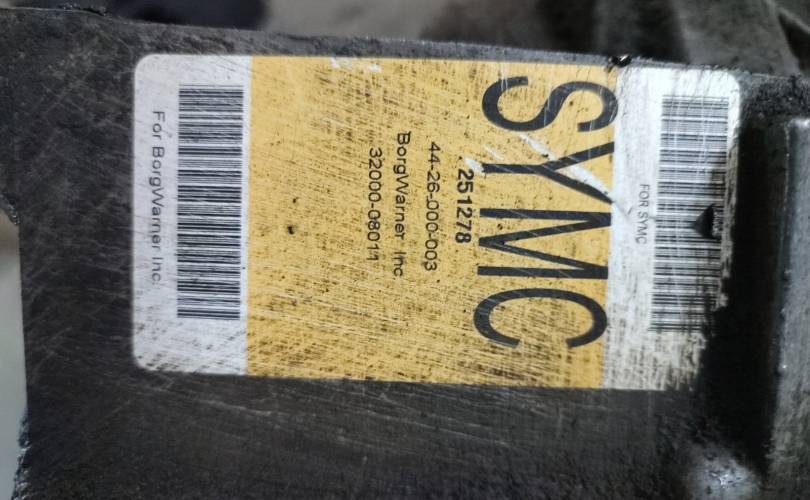 FOR SYMC
SYMC
251278
44-26-000-003
BorgWarner Inc.
32000-08011
For BorgWarner Inc.